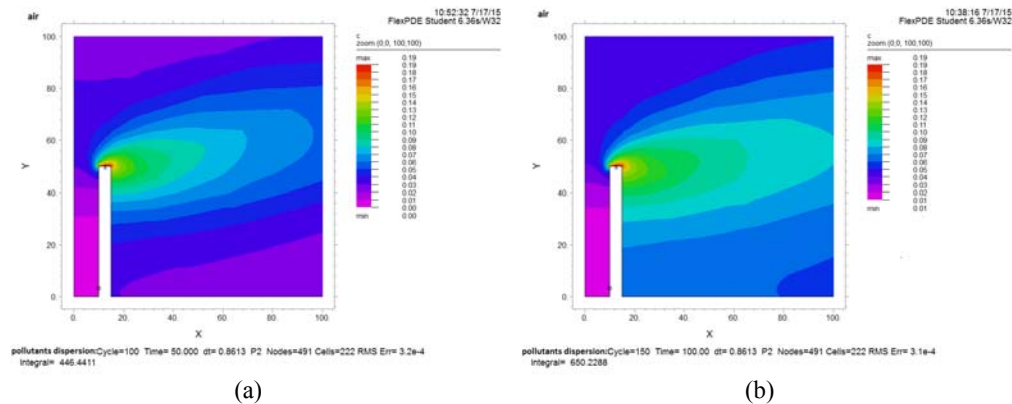 air
10:52:32 7/17/15
FlexPDE Student 6.36s/W32
c
zoom (0,0, 100,100)
max 0.19
0.19
0.18
0.17
0.16
0.15
0.14
0.13
0.12
0.11
0.10
0.09
0.08
0.07
0.06
0.05
0.04
0.03
0.02
0.01
0.00
min 0.00
Y
100
80
60
40
20
0
0 20 40 60 80 100
X
pollutants dispersion:Cycle=100 Time= 50.000 dt= 0.8613 P2 Nodes=491 Cells=222 RMS Err= 3.2e-4
Integral= 446.4411
(a)
air
10:38:16 7/17/15
FlexPDE Student 6.36s/W32
c
zoom (0,0, 100,100)
max 0.19
0.19
0.18
0.17
0.16
0.15
0.14
0.13
0.12
0.11
0.10
0.09
0.08
0.07
0.06
0.05
0.04
0.03
0.02
0.01
min 0.01
Y
100
80
60
40
20
0
0 20 40 60 80 100
X
pollutants dispersion:Cycle=150 Time= 100.00 dt= 0.8613 P2 Nodes=491 Cells=222 RMS Err= 3.1e-4
Integral= 650.2288
(b)